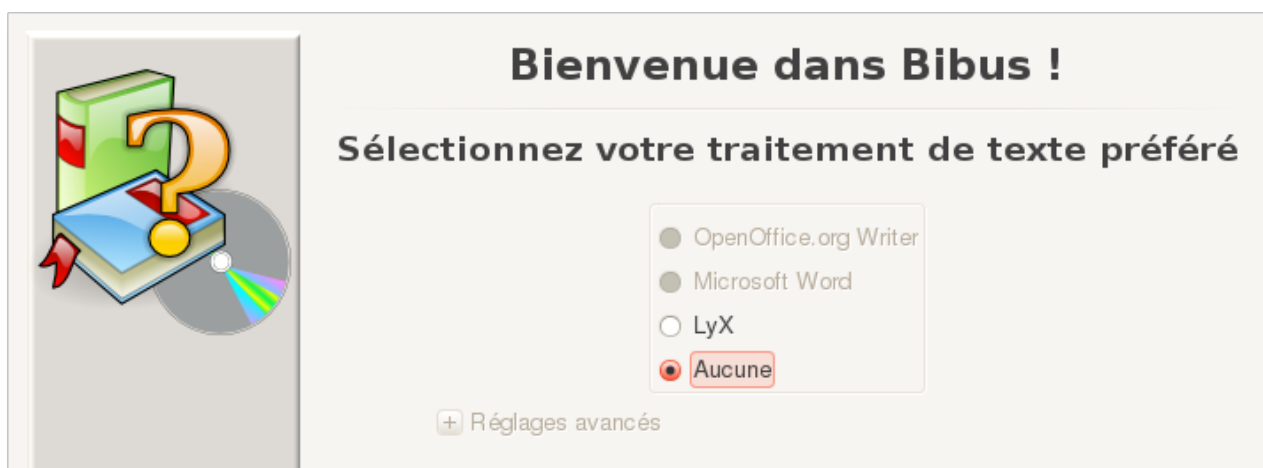 Bienvenue dans Bibus !
Sélectionnez votre traitement de texte préféré
OpenOffice.org Writer
Microsoft Word
LyX
Aucune
Réglages avancés